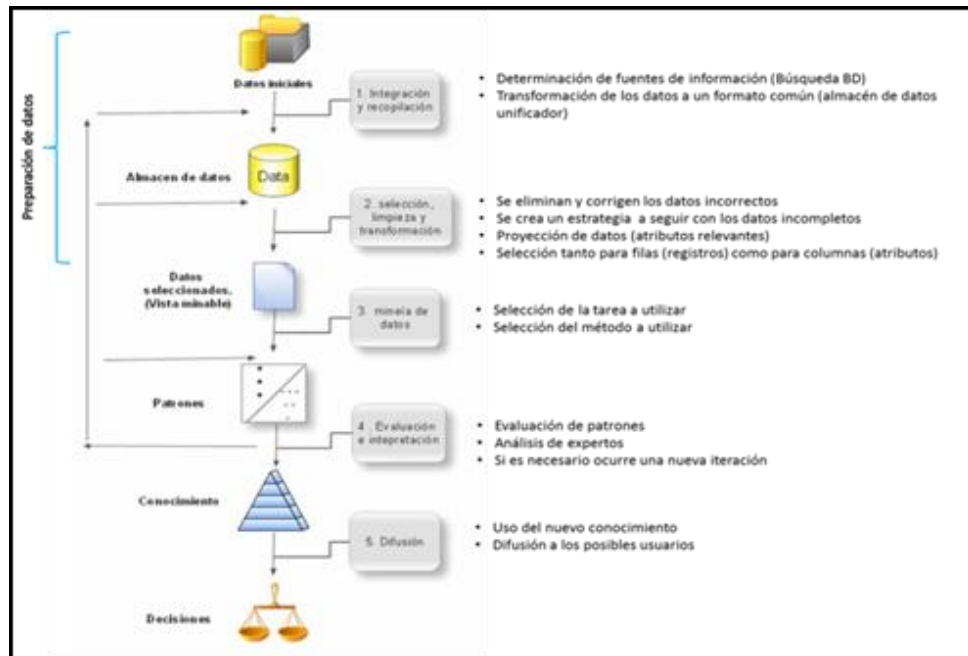 Preparación de datos
Datos iniciales
1. Integración
y recopilación
• Determinación de fuentes de información (Búsqueda BD)
• Transformación de los datos a un formato común (almacén de datos
unificador)
Almacen de datos
Data
2. selección,
limpieza y
transformación
• Se eliminan y corrigen los datos incorrectos
• Se crea un estrategia a seguir con los datos incompletos
• Proyección de datos (atributos relevantes)
• Selección tanto para filas (registros) como para columnas (atributos)
Datos
seleccionados.
(Vista minable)
3. minela de
datos
• Selección de la tarea a utilizar
• Selección del método a utilizar
Patrones
4. Evaluación
e intepretación
• Evaluación de patrones
• Análisis de expertos
• Si es necesario ocurre una nueva iteración
Conocimiento
5. Difusión
• Uso del nuevo conocimiento
• Difusión a los posibles usuarios
Decisiones